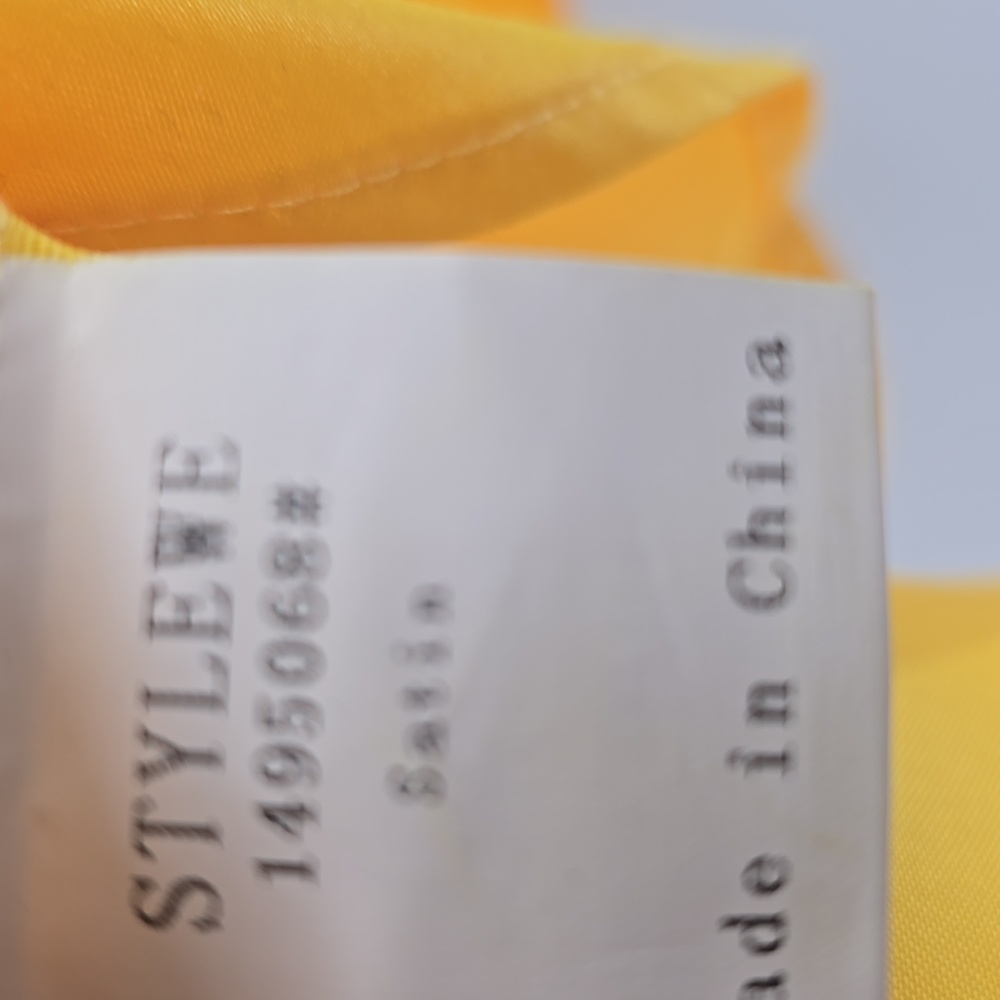 STYLEWE
1495068#
Satin
ade in China